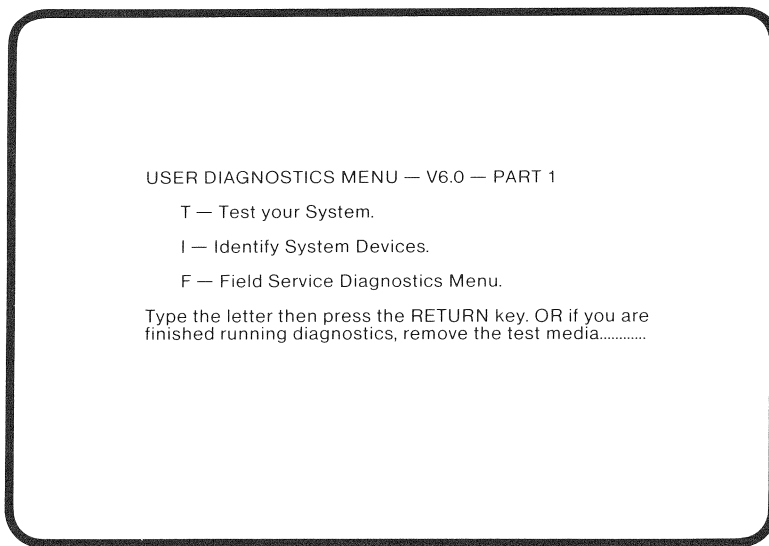 USER DIAGNOSTICS MENU — V6.0 — PART 1
T — Test your System.
I — Identify System Devices.
F — Field Service Diagnostics Menu.
Type the letter then press the RETURN key. OR if you are
finished running diagnostics, remove the test media............